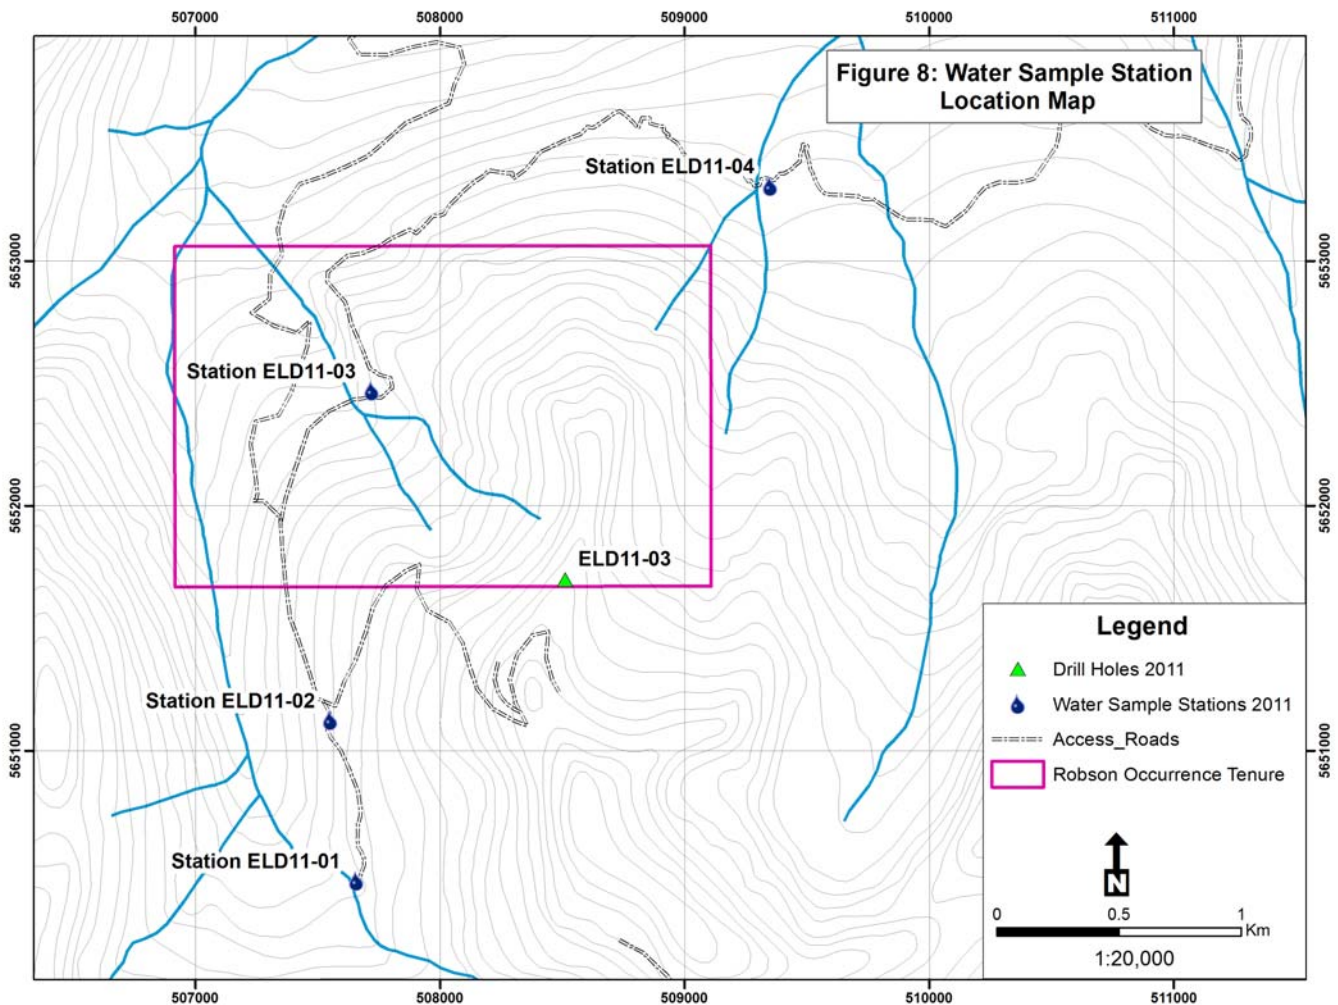 507000
508000
509000
510000
511000
Figure 8: Water Sample Station
Location Map
Station ELD11-04
5653000
5653000
Station ELD11-03
5652000
5652000
ELD11-03
Legend
Drill Holes 2011
Station ELD11-02
Water Sample Stations 2011
Access_Roads
5651000
5651000
Robson Occurrence Tenure
Station ELD11-01
N
0
0.5
1
Km
1:20,000
507000
508000
509000
510000
511000